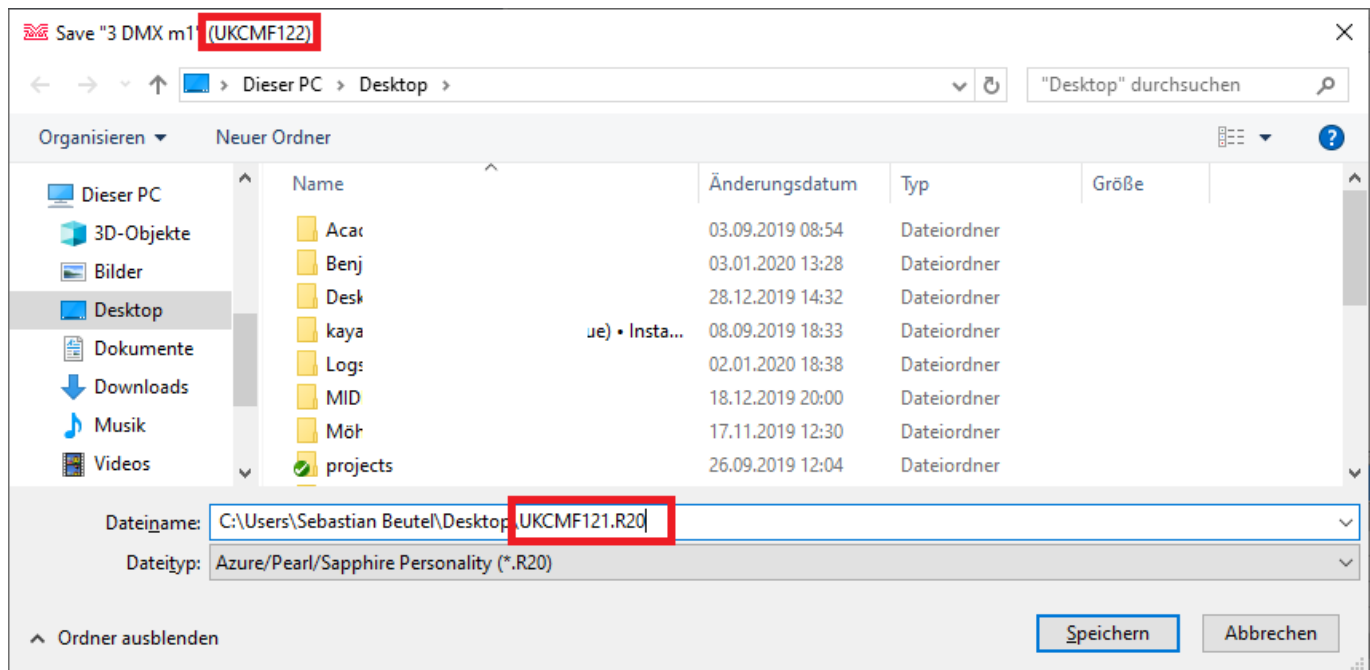 Save "3 DMX m1" (UKCMF122)
Dieser PC > Desktop >
"Desktop" durchsuchen
Organisieren
Neuer Ordner
Name Änderungsdatum Typ Größe
Dieser PC
3D-Objekte
Bilder
Desktop
Dokumente
Downloads
Musik
Videos
Acad 03.09.2019 08:54 Dateiordner
Benj 03.01.2020 13:28 Dateiordner
Desk 28.12.2019 14:32 Dateiordner
kaya ue) • Insta... 08.09.2019 18:33 Dateiordner
Logs 02.01.2020 18:38 Dateiordner
MID 18.12.2019 20:00 Dateiordner
Möh 17.11.2019 12:30 Dateiordner
projects 26.09.2019 12:04 Dateiordner
Dateiname: C:\Users\Sebastian Beutel\Desktop\UKCMF121.R20
Dateityp: Azure/Pearl/Sapphire Personality (*.R20)
Ordner ausblenden
Speichern
Abbrechen